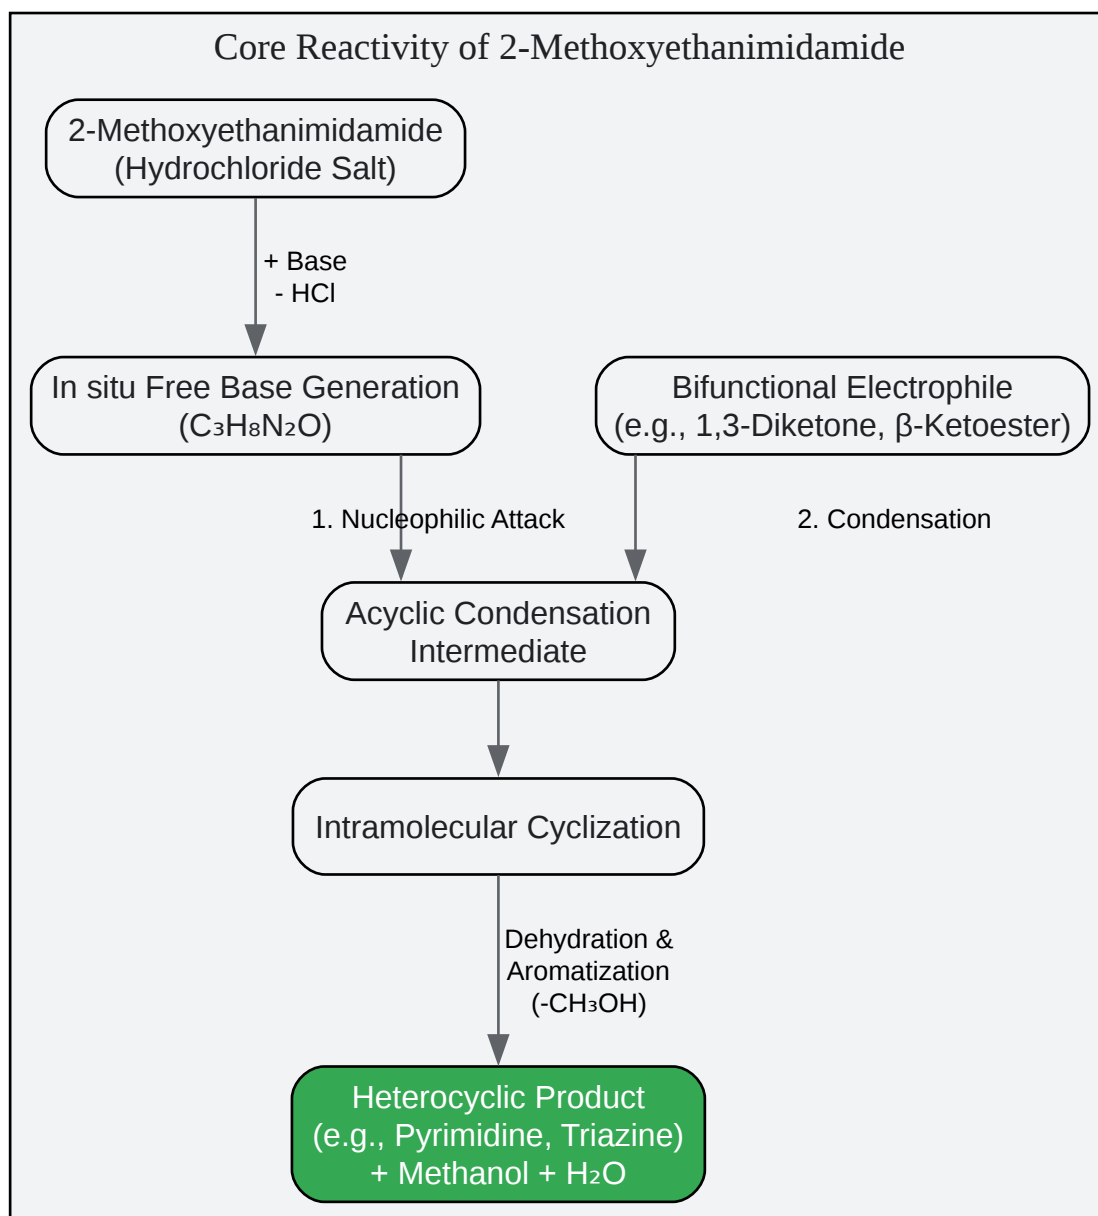 Core Reactivity of 2-Methoxyethanimidamide
2-Methoxyethanimidamide
(Hydrochloride Salt)
+ Base
- HCl
In situ Free Base Generation
(C₃H₈N₂O)
Bifunctional Electrophile
(e.g., 1,3-Diketone, β-Ketoester)
1. Nucleophilic Attack
2. Condensation
Acyclic Condensation
Intermediate
Intramolecular Cyclization
Dehydration &
Aromatization
(-CH₃OH)
Heterocyclic Product
(e.g., Pyrimidine, Triazine)
+ Methanol + H₂O